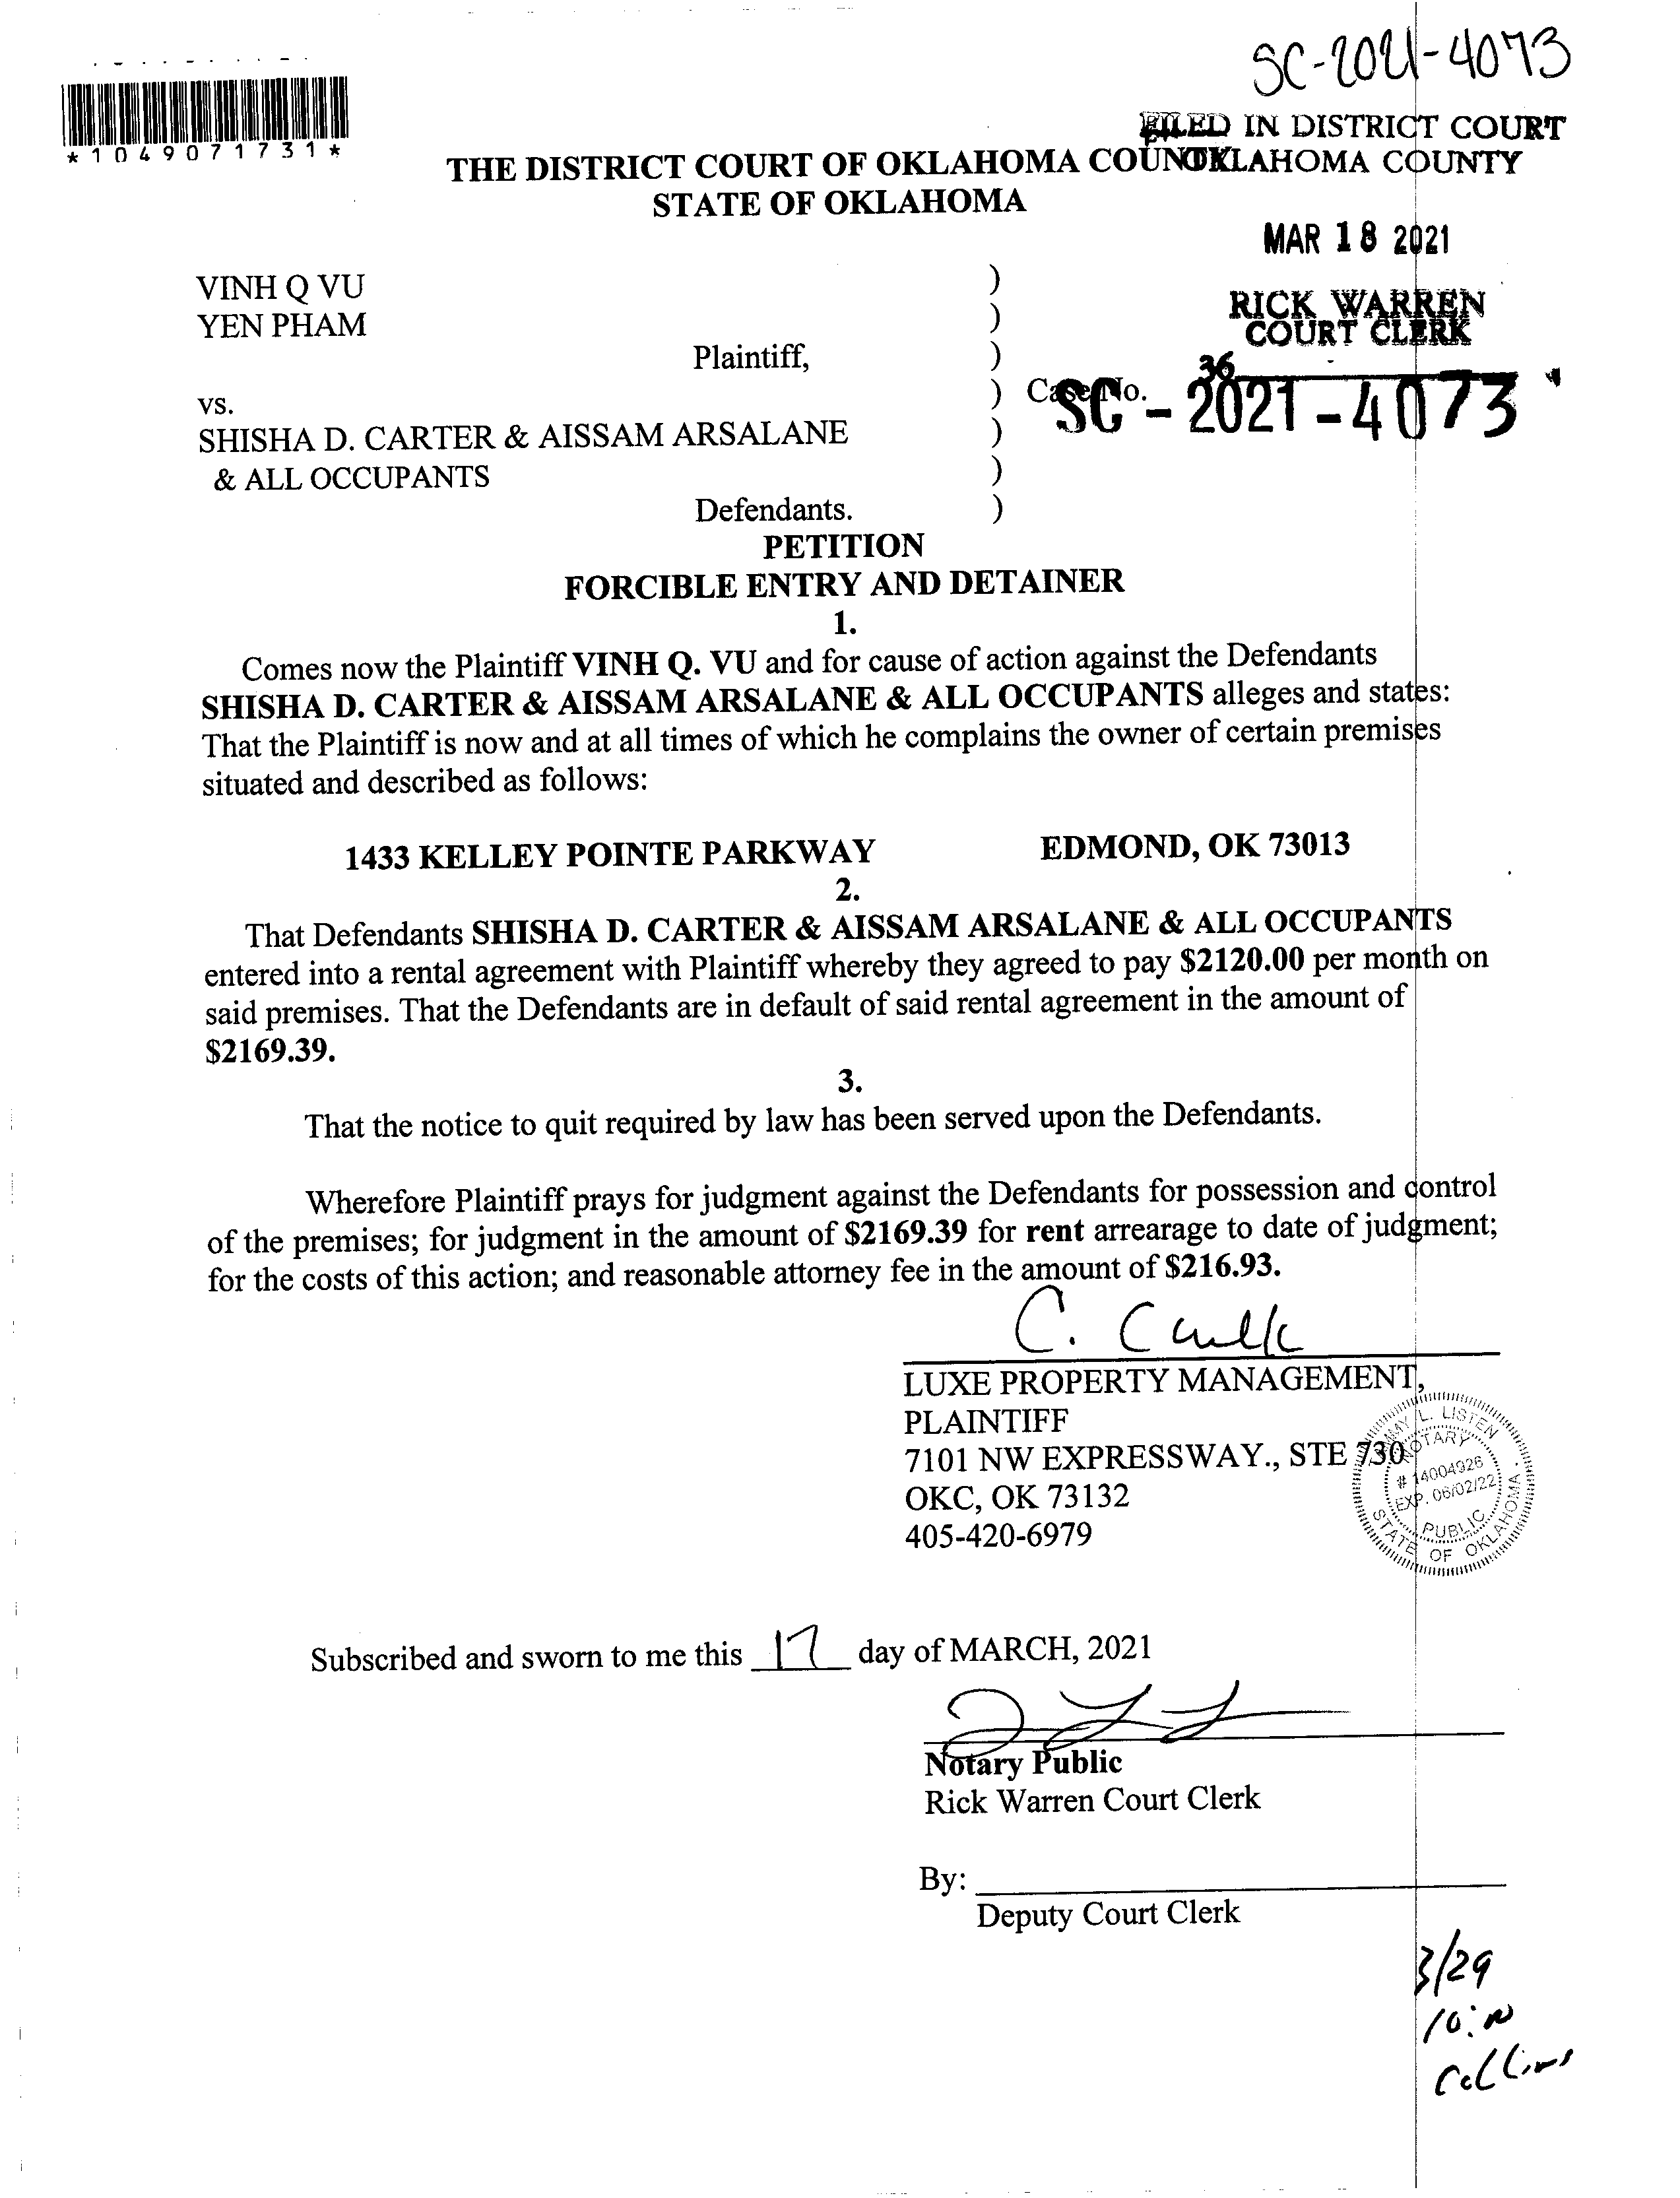 SC-2021-4073
*1049071731*
FILED IN DISTRICT COURT
OKLAHOMA COUNTY
THE DISTRICT COURT OF OKLAHOMA COUNTY
STATE OF OKLAHOMA
MAR 18 2021
RICK WARREN
COURT CLERK
36
VINH Q VU )
YEN PHAM )
Plaintiff, )
vs. ) Case No. SC-2021-4073
SHISHA D. CARTER & AISSAM ARSALANE )
& ALL OCCUPANTS )
Defendants. )
PETITION
FORCIBLE ENTRY AND DETAINER
1.
Comes now the Plaintiff VINH Q. VU and for cause of action against the Defendants
SHISHA D. CARTER & AISSAM ARSALANE & ALL OCCUPANTS alleges and states:
That the Plaintiff is now and at all times of which he complains the owner of certain premises
situated and described as follows:
1433 KELLEY POINTE PARKWAY EDMOND, OK 73013
2.
That Defendants SHISHA D. CARTER & AISSAM ARSALANE & ALL OCCUPANTS
entered into a rental agreement with Plaintiff whereby they agreed to pay $2120.00 per month on
said premises. That the Defendants are in default of said rental agreement in the amount of
$2169.39.
3.
That the notice to quit required by law has been served upon the Defendants.
Wherefore Plaintiff prays for judgment against the Defendants for possession and control
of the premises; for judgment in the amount of $2169.39 for rent arrearage to date of judgment;
for the costs of this action; and reasonable attorney fee in the amount of $216.93.
C. Caulk
LUXE PROPERTY MANAGEMENT,
PLAINTIFF
7101 NW EXPRESSWAY., STE 730
OKC, OK 73132
405-420-6979
L. LISTEN
NOTARY
# 14004926
EXP. 06/02/22
PUBLIC
STATE OF OKLAHOMA
Subscribed and sworn to me this 17 day of MARCH, 2021
Notary Public
Rick Warren Court Clerk
By:
Deputy Court Clerk
3/29
Collins